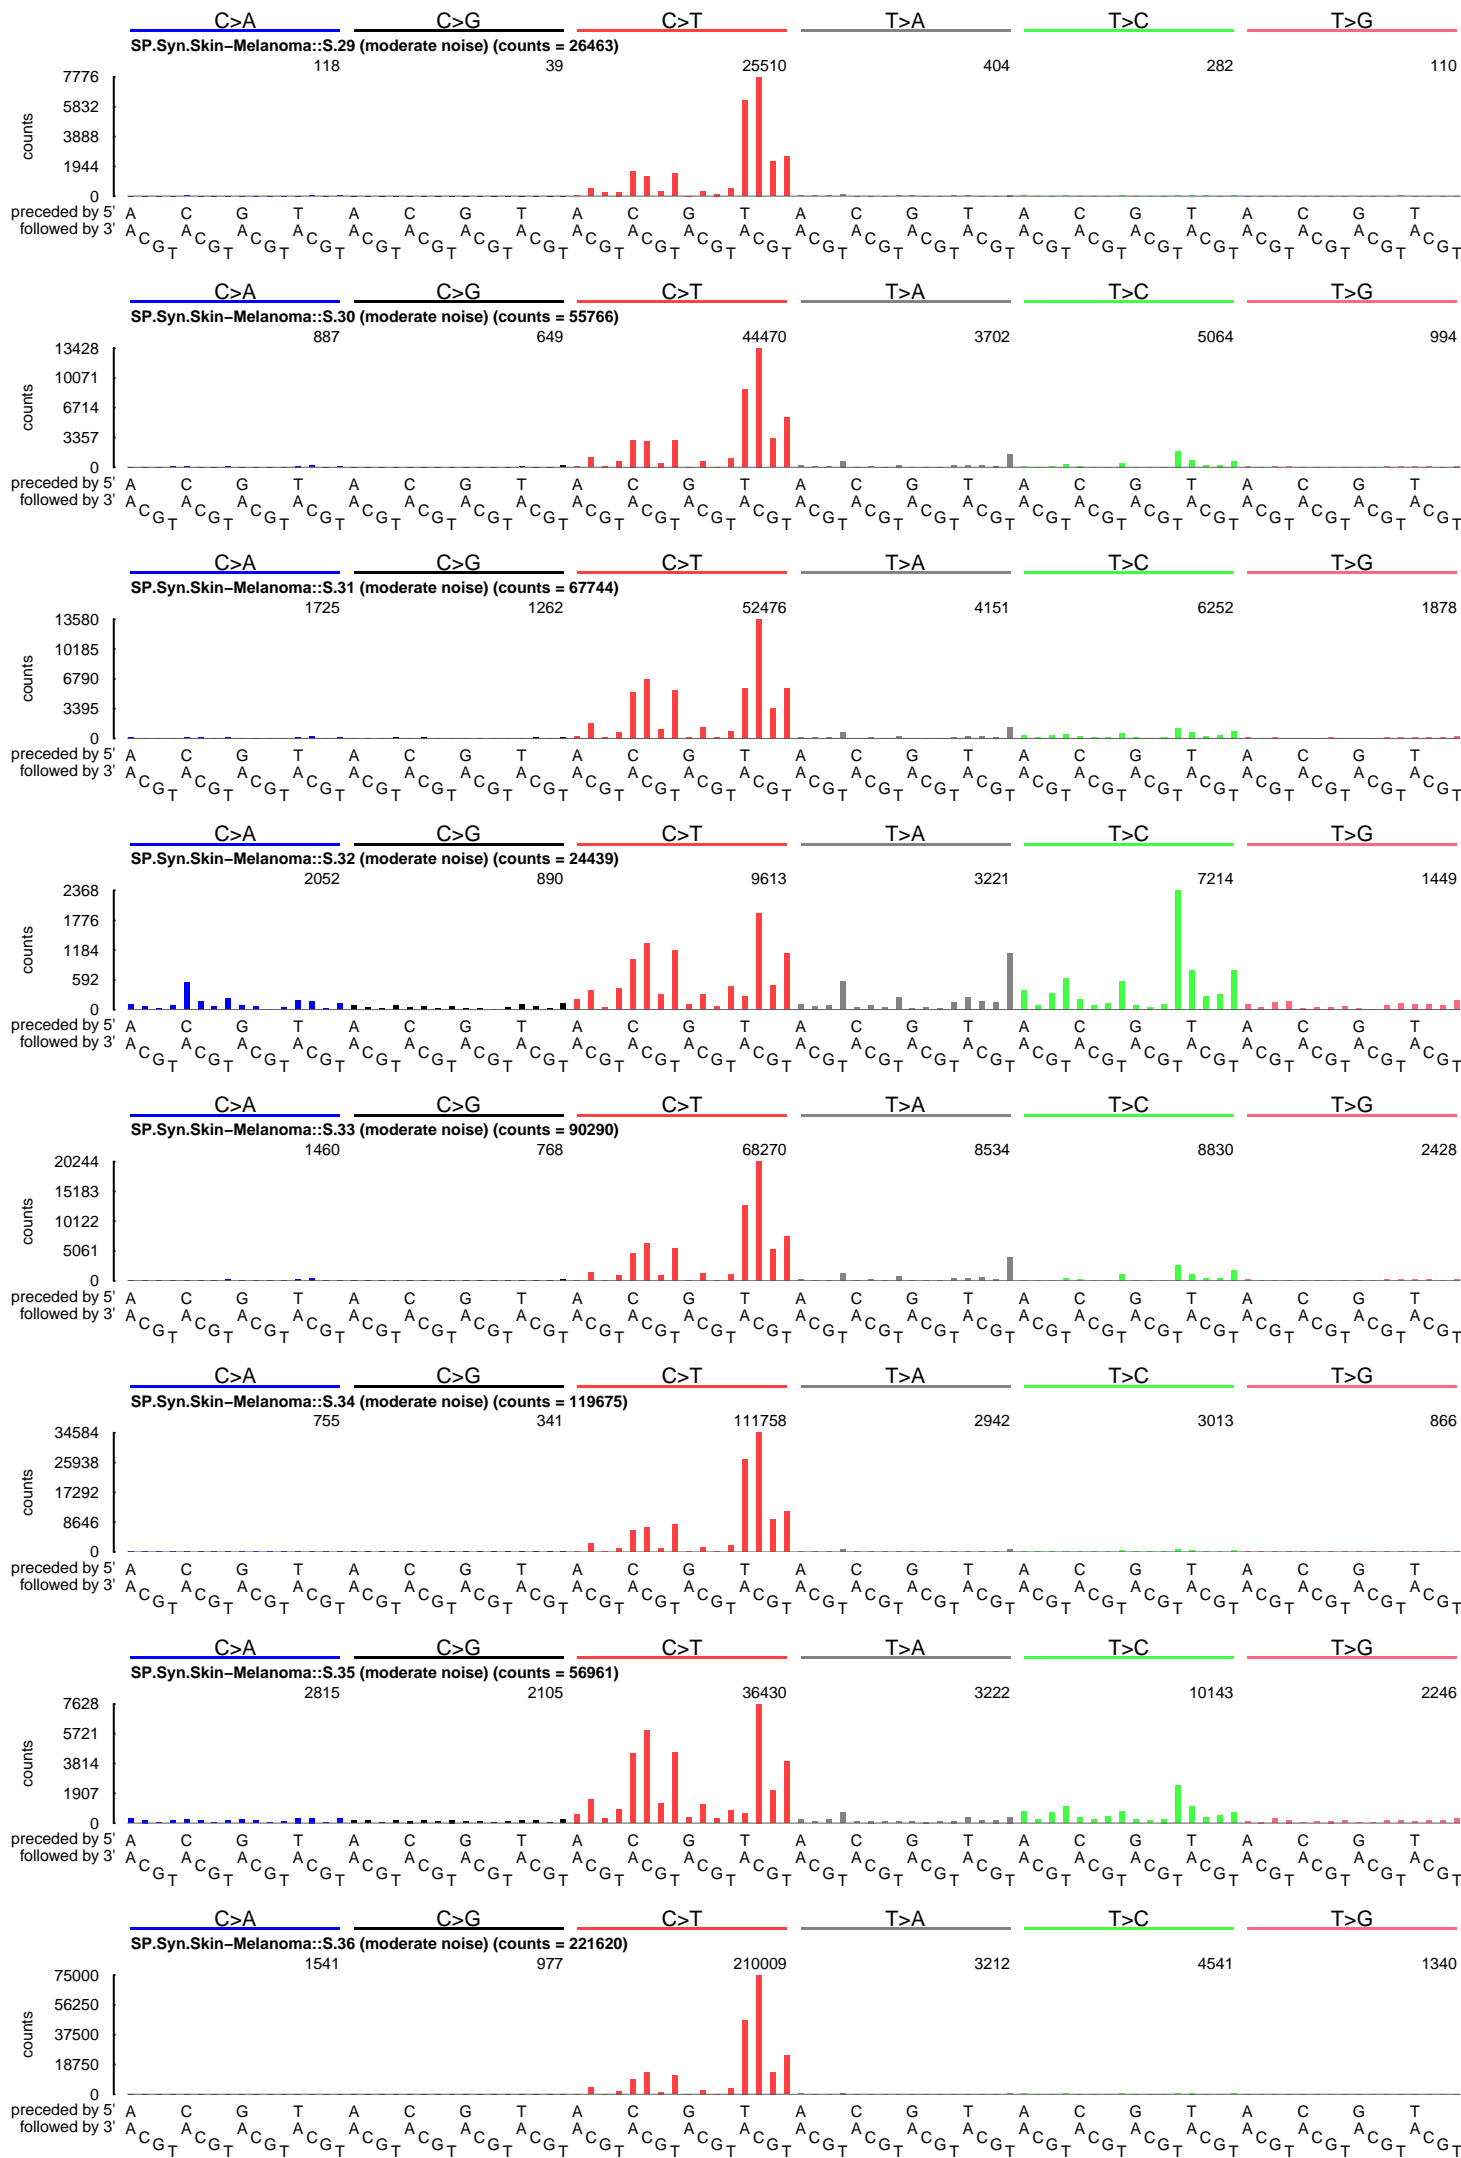 C>A C>G C>T T>A T>C T>G
SP.Syn.Skin−Melanoma::S.29 (moderate noise) (counts = 26463)
118 39 25510 404 282 110
7776
5832
3888
1944
0
counts
preceded by 5' A C G T A C G T A C G T A C G T A C G T A C G T
followed by 3' A C G T A C G T A C G T A C G T A C G T A C G T A C G T A C G T A C G T A C G T A C G T A C G T A C G T A C G T A C G T A C G T A C G T A C G T A C G T A C G T A C G T A C G T A C G T A C G T
C>A C>G C>T T>A T>C T>G
SP.Syn.Skin−Melanoma::S.30 (moderate noise) (counts = 55766)
887 649 44470 3702 5064 994
13428
10071
6714
3357
0
counts
preceded by 5' A C G T A C G T A C G T A C G T A C G T A C G T
followed by 3' A C G T A C G T A C G T A C G T A C G T A C G T A C G T A C G T A C G T A C G T A C G T A C G T A C G T A C G T A C G T A C G T A C G T A C G T A C G T A C G T A C G T A C G T A C G T A C G T
C>A C>G C>T T>A T>C T>G
SP.Syn.Skin−Melanoma::S.31 (moderate noise) (counts = 67744)
1725 1262 52476 4151 6252 1878
13580
10185
6790
3395
0
counts
preceded by 5' A C G T A C G T A C G T A C G T A C G T A C G T
followed by 3' A C G T A C G T A C G T A C G T A C G T A C G T A C G T A C G T A C G T A C G T A C G T A C G T A C G T A C G T A C G T A C G T A C G T A C G T A C G T A C G T A C G T A C G T A C G T A C G T
C>A C>G C>T T>A T>C T>G
SP.Syn.Skin−Melanoma::S.32 (moderate noise) (counts = 24439)
2052 890 9613 3221 7214 1449
2368
1776
1184
592
0
counts
preceded by 5' A C G T A C G T A C G T A C G T A C G T A C G T
followed by 3' A C G T A C G T A C G T A C G T A C G T A C G T A C G T A C G T A C G T A C G T A C G T A C G T A C G T A C G T A C G T A C G T A C G T A C G T A C G T A C G T A C G T A C G T A C G T A C G T
C>A C>G C>T T>A T>C T>G
SP.Syn.Skin−Melanoma::S.33 (moderate noise) (counts = 90290)
1460 768 68270 8534 8830 2428
20244
15183
10122
5061
0
counts
preceded by 5' A C G T A C G T A C G T A C G T A C G T A C G T
followed by 3' A C G T A C G T A C G T A C G T A C G T A C G T A C G T A C G T A C G T A C G T A C G T A C G T A C G T A C G T A C G T A C G T A C G T A C G T A C G T A C G T A C G T A C G T A C G T A C G T
C>A C>G C>T T>A T>C T>G
SP.Syn.Skin−Melanoma::S.34 (moderate noise) (counts = 119675)
755 341 111758 2942 3013 866
34584
25938
17292
8646
0
counts
preceded by 5' A C G T A C G T A C G T A C G T A C G T A C G T
followed by 3' A C G T A C G T A C G T A C G T A C G T A C G T A C G T A C G T A C G T A C G T A C G T A C G T A C G T A C G T A C G T A C G T A C G T A C G T A C G T A C G T A C G T A C G T A C G T A C G T
C>A C>G C>T T>A T>C T>G
SP.Syn.Skin−Melanoma::S.35 (moderate noise) (counts = 56961)
2815 2105 36430 3222 10143 2246
7628
5721
3814
1907
0
counts
preceded by 5' A C G T A C G T A C G T A C G T A C G T A C G T
followed by 3' A C G T A C G T A C G T A C G T A C G T A C G T A C G T A C G T A C G T A C G T A C G T A C G T A C G T A C G T A C G T A C G T A C G T A C G T A C G T A C G T A C G T A C G T A C G T A C G T
C>A C>G C>T T>A T>C T>G
SP.Syn.Skin−Melanoma::S.36 (moderate noise) (counts = 221620)
1541 977 210009 3212 4541 1340
75000
56250
37500
18750
0
counts
preceded by 5' A C G T A C G T A C G T A C G T A C G T A C G T
followed by 3' A C G T A C G T A C G T A C G T A C G T A C G T A C G T A C G T A C G T A C G T A C G T A C G T A C G T A C G T A C G T A C G T A C G T A C G T A C G T A C G T A C G T A C G T A C G T A C G T